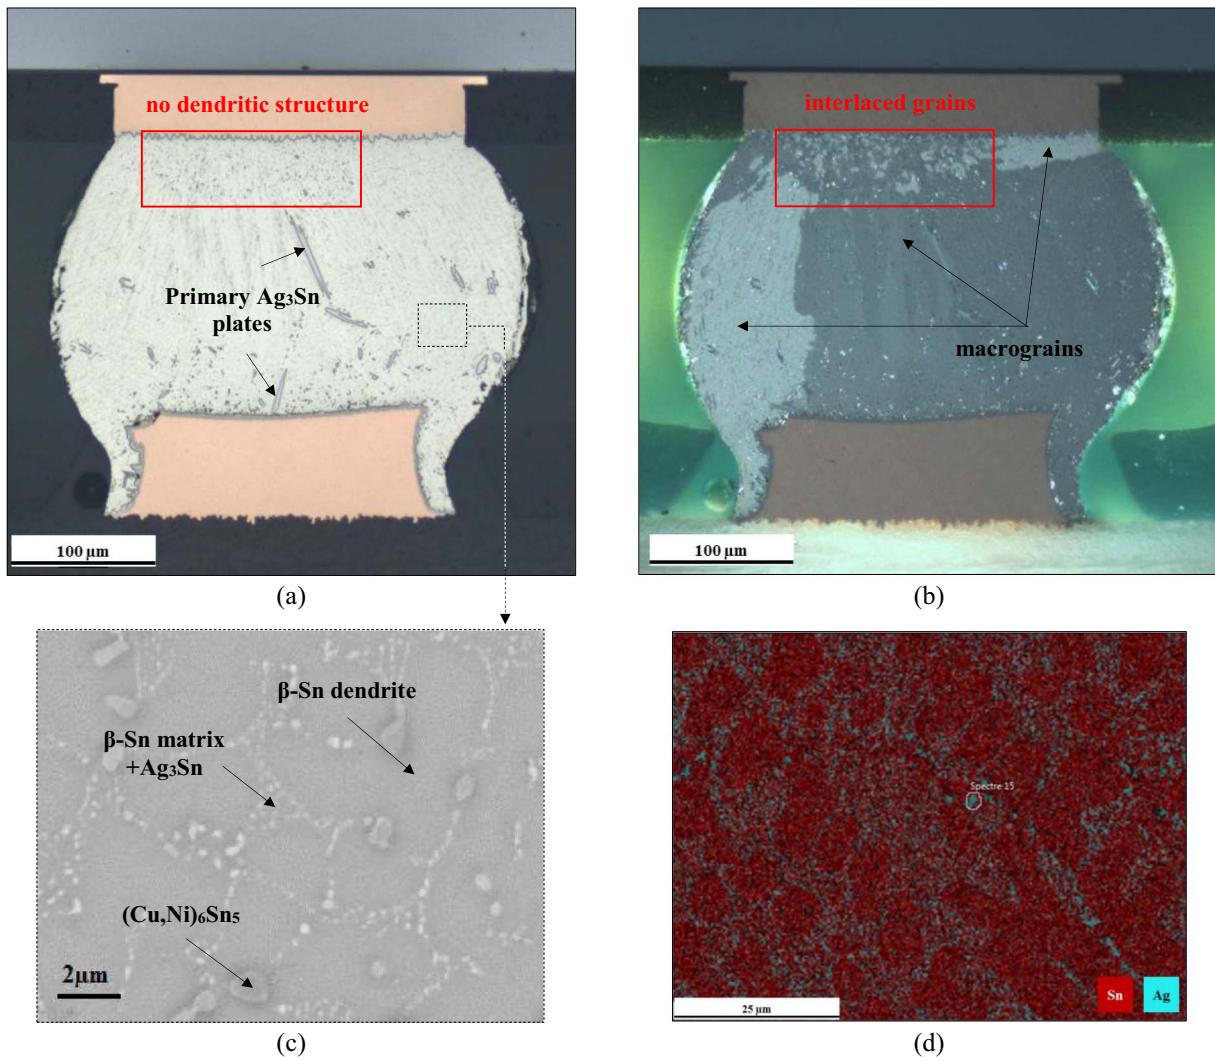 no dendritic structure
Primary Ag₃Sn
plates
100 µm
(a)
interlaced grains
macrograins
100 µm
(b)
β-Sn dendrite
β-Sn matrix
+Ag₃Sn
(Cu,Ni)₆Sn₅
2µm
(c)
Spectre 15
25 µm
Sn
Ag
(d)